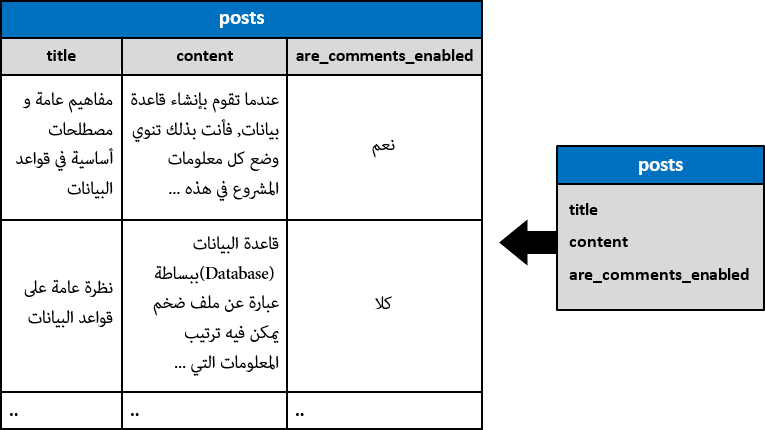 posts
title content are_comments_enabled
مفاهيم عامة و
مصطلحات
أساسية في قواعد
البيانات
عندما تقوم بإنشاء قاعدة
بيانات, فأنت بذلك تنوي
وضع كل معلومات
المشروع في هذه ...
نعم
نظرة عامة على
قواعد البيانات
قاعدة البيانات
(Database)ببساطة
عبارة عن ملف ضخم
يمكن فيه ترتيب
المعلومات التي ...
كلا
.. .. ..
posts
title
content
are_comments_enabled